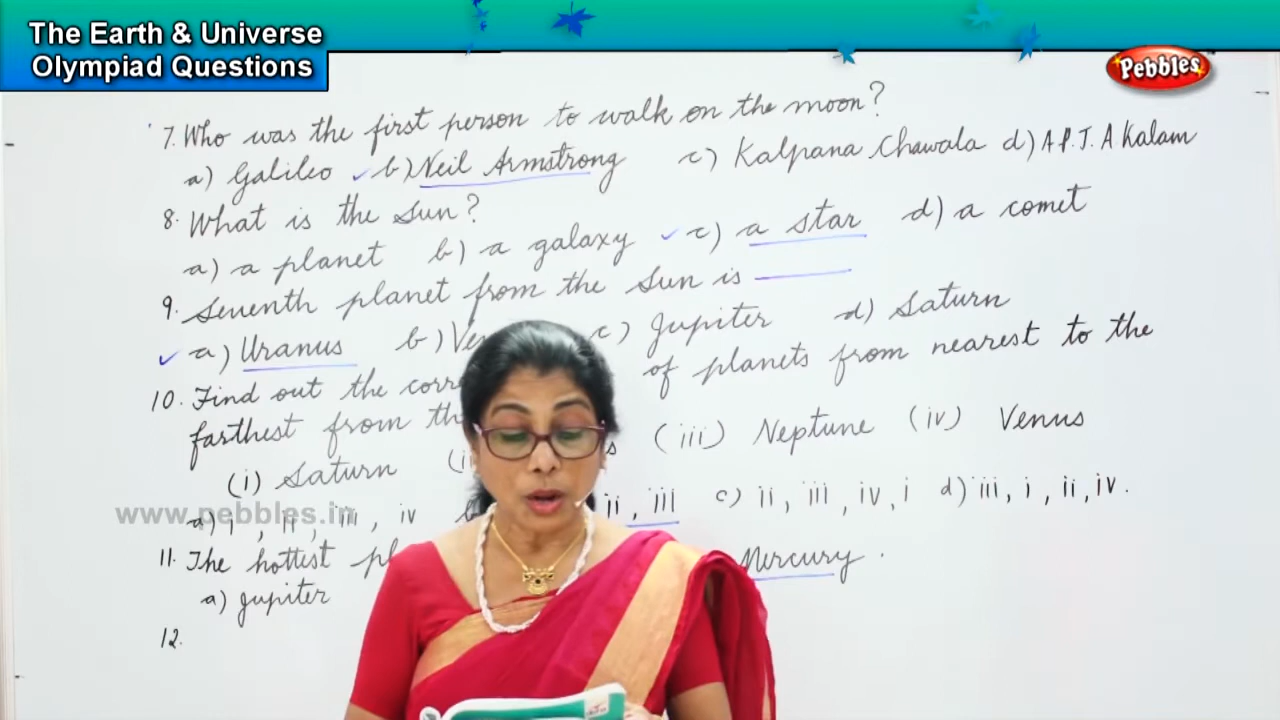 The Earth & Universe
Olympiad Questions
Pebbles
7. Who was the first person to walk on the moon?
a) Galileo b) Neil Armstrong c) Kalpana Chawala d) A P. J. A Kalam
8. What is the Sun?
a) a planet b) a galaxy c) a star d) a comet
9. Seventh planet from the Sun is
a) Uranus b) c) Jupiter d) Saturn
10. Find out the of planets from nearest to the
farthest from
(i) Saturn (iii) Neptune (iv) Venus
www.pebbles.in
a) i, ii, iii, iv ii, iii c) ii, iii, iv, i d) iii, i, ii, iv.
11. The hottest Mercury.
a) Jupiter
12.